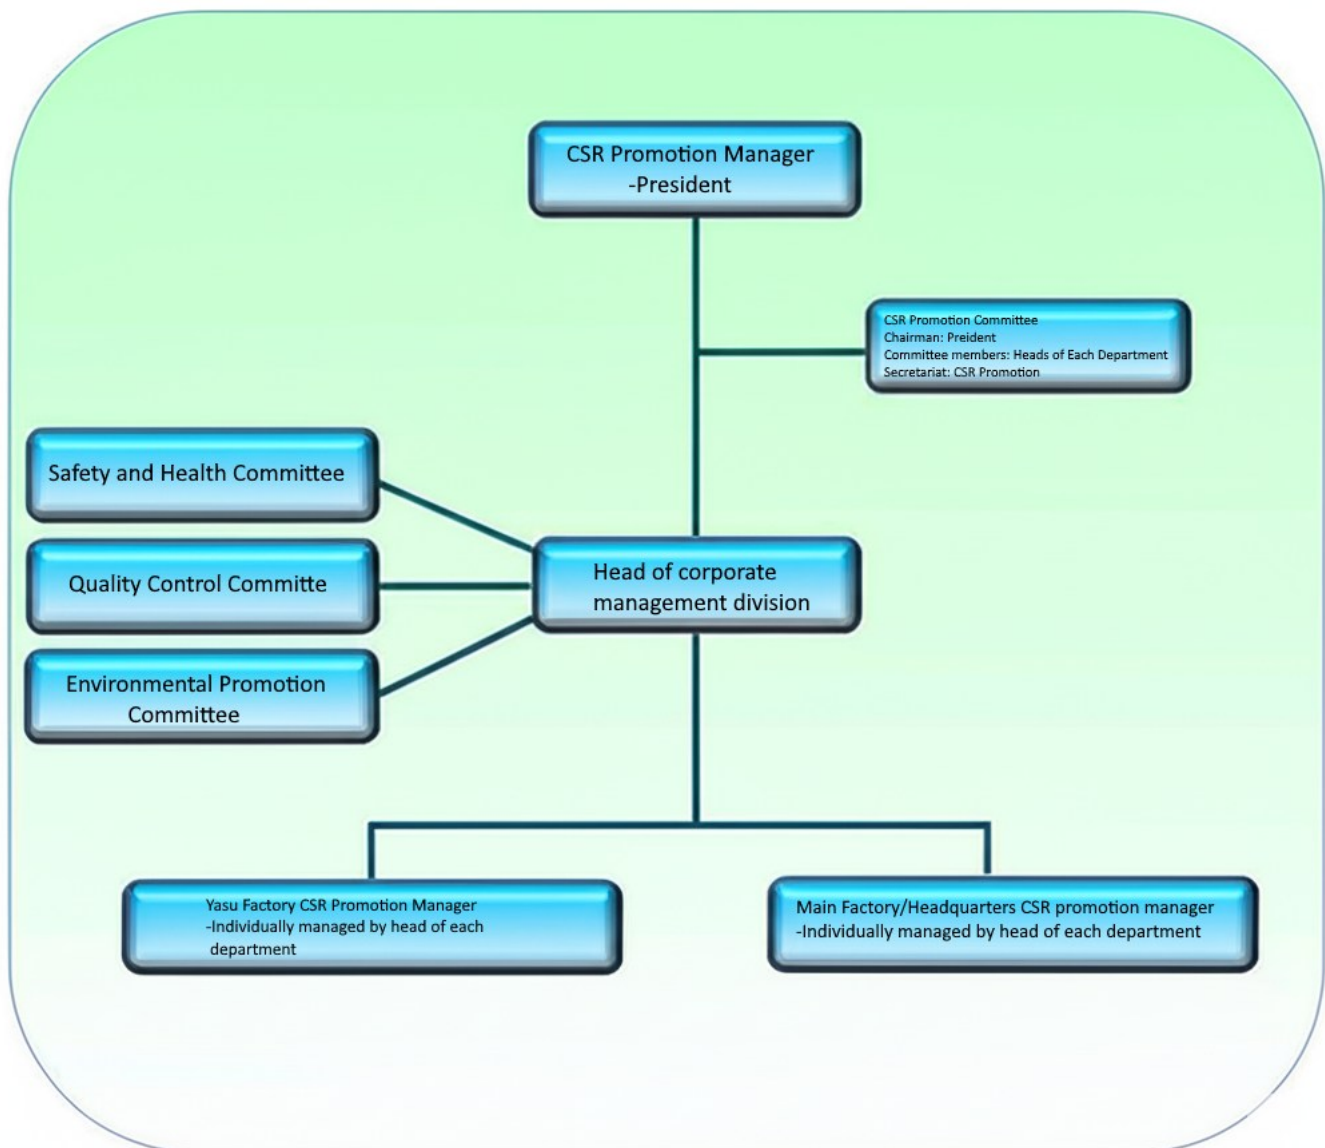 CSR Promotion Manager
-President
CSR Promotion Committee
Chairman: Preident
Committee members: Heads of Each Department
Secretariat: CSR Promotion
Safety and Health Committee
Quality Control Committe
Environmental Promotion
Committee
Head of corporate
management division
Yasu Factory CSR Promotion Manager
-Individually managed by head of each
department
Main Factory/Headquarters CSR promotion manager
-Individually managed by head of each department